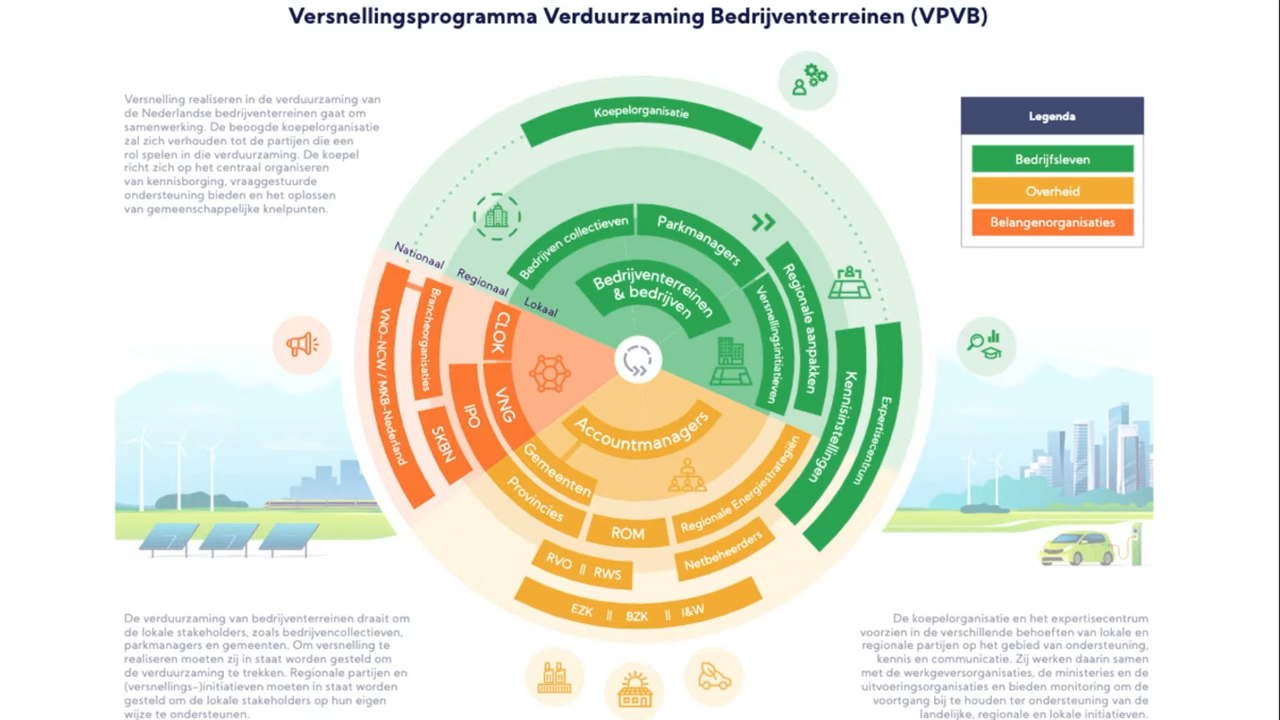 Versnellingsprogramma Verduurzaming Bedrijventerreinen (VPVB)
Versnelling realiseren in de verduurzaming van
de Nederlandse bedrijventerreinen gaat om
samenwerking. De beoogde koepelorganisatie
zal zich verhouden tot de partijen die een
rol spelen in die verduurzaming. De koepel
richt zich op het centraal organiseren
van kennisborging, vraaggestuurde
ondersteuning bieden en het oplossen
van gemeenschappelijke knelpunten.
Legenda
Bedrijfsleven
Overheid
Belangenorganisaties
Koepelorganisatie
Bedrijven collectieven
Parkmanagers
Bedrijventerreinen
& bedrijven
Versnellingsinitiatieven
Regionale aanpakken
Kennisinstellingen
Expertisecentrum
Nationaal
Regionaal
Lokaal
VNO-NCW / MKB-Nederland
Brancheorganisaties
CLOK
SKBN
IPO
VNG
Accountmanagers
Gemeenten
Provincies
ROM
Regionale Energiestrategiën
Netbeheerders
RVO || RWS
EZK || BZK || I&W
De verduurzaming van bedrijventerreinen draait om
de lokale stakeholders, zoals bedrijvencollectieven,
parkmanagers en gemeenten. Om versnelling te
realiseren moeten zij in staat worden gesteld om
de verduurzaming te trekken. Regionale partijen en
(versnellings-)initiatieven moeten in staat worden
gesteld om de lokale stakeholders op hun eigen
wijze te ondersteunen.
De koepelorganisatie en het expertisecentrum
voorzien in de verschillende behoeften van lokale en
regionale partijen op het gebied van ondersteuning,
kennis en communicatie. Zij werken daarin samen
met de werkgeversorganisaties, de ministeries en de
uitvoeringsorganisaties en bieden monitoring om de
voortgang bij te houden ter ondersteuning van de
landelijke, regionale en lokale initiatieven.